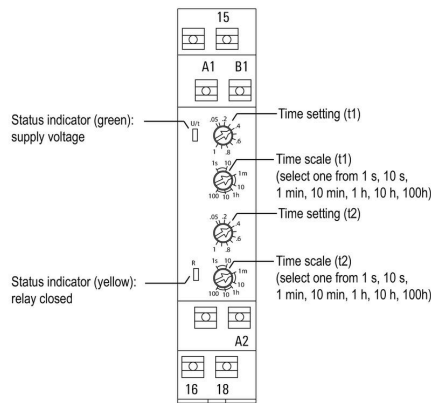 15
A1 B1
Status indicator (green):
supply voltage
U/t
.05 .2 .4 .6 .8 1
Time setting (t1)
1s 10 1m 10 1h 10 100
Time scale (t1)
(select one from 1 s, 10 s,
1 min, 10 min, 1 h, 10 h, 100h)
.05 .2 .4 .6 .8 1
Time setting (t2)
Status indicator (yellow):
relay closed
R
1s 10 1m 10 1h 10 100
Time scale (t2)
(select one from 1 s, 10 s,
1 min, 10 min, 1 h, 10 h, 100h)
A2
16 18